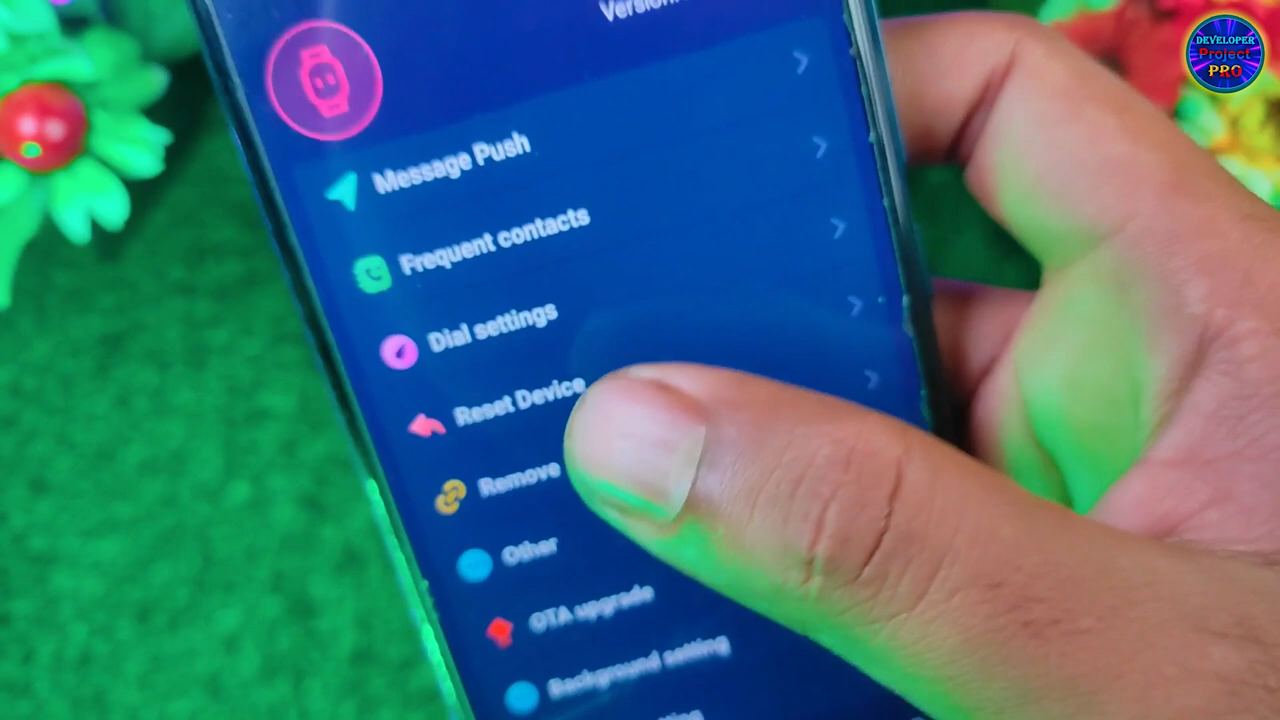 DEVELOPER
Project
PRO
Message Push
Frequent contacts
Dial settings
Reset Device
Remove
Other
OTA upgrade
Background setting